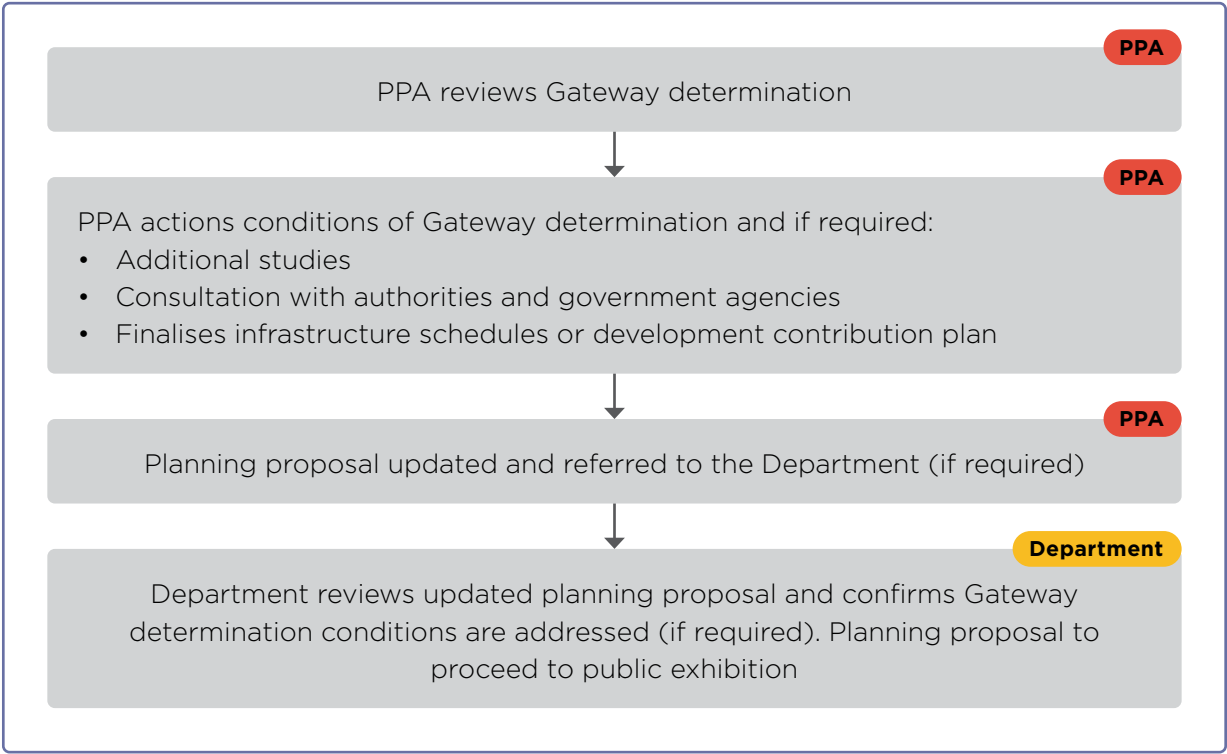 PPA
PPA reviews Gateway determination
PPA
PPA actions conditions of Gateway determination and if required:
• Additional studies
• Consultation with authorities and government agencies
• Finalises infrastructure schedules or development contribution plan
PPA
Planning proposal updated and referred to the Department (if required)
Department
Department reviews updated planning proposal and confirms Gateway
determination conditions are addressed (if required). Planning proposal to
proceed to public exhibition